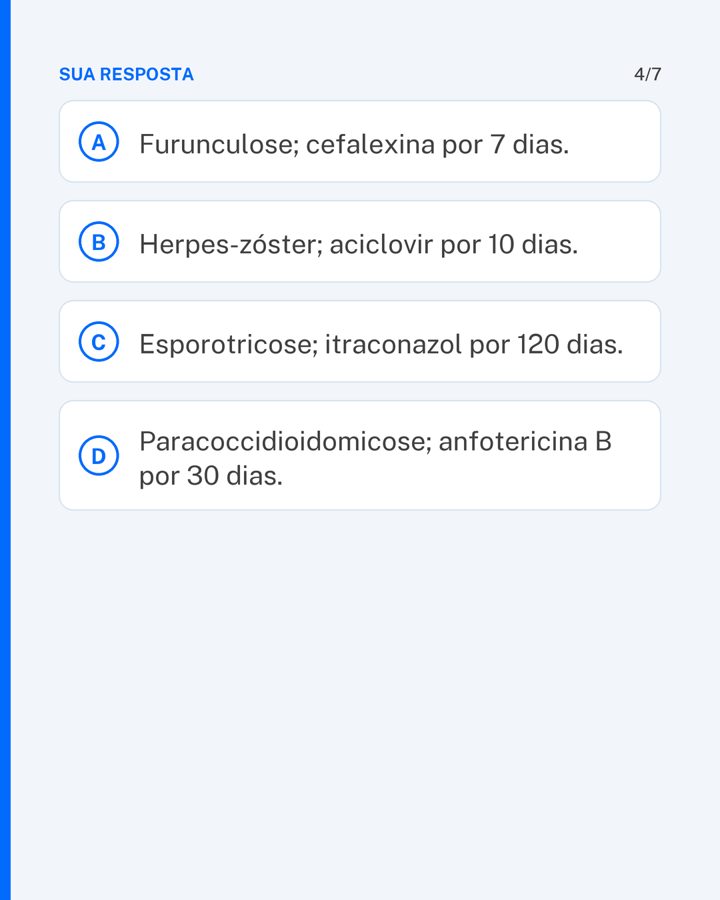 SUA RESPOSTA
4/7
A
Furunculose; cefalexina por 7 dias.
B
Herpes-zóster; aciclovir por 10 dias.
C
Esporotricose; itraconazol por 120 dias.
D
Paracoccidioidomicose; anfotericina B
por 30 dias.